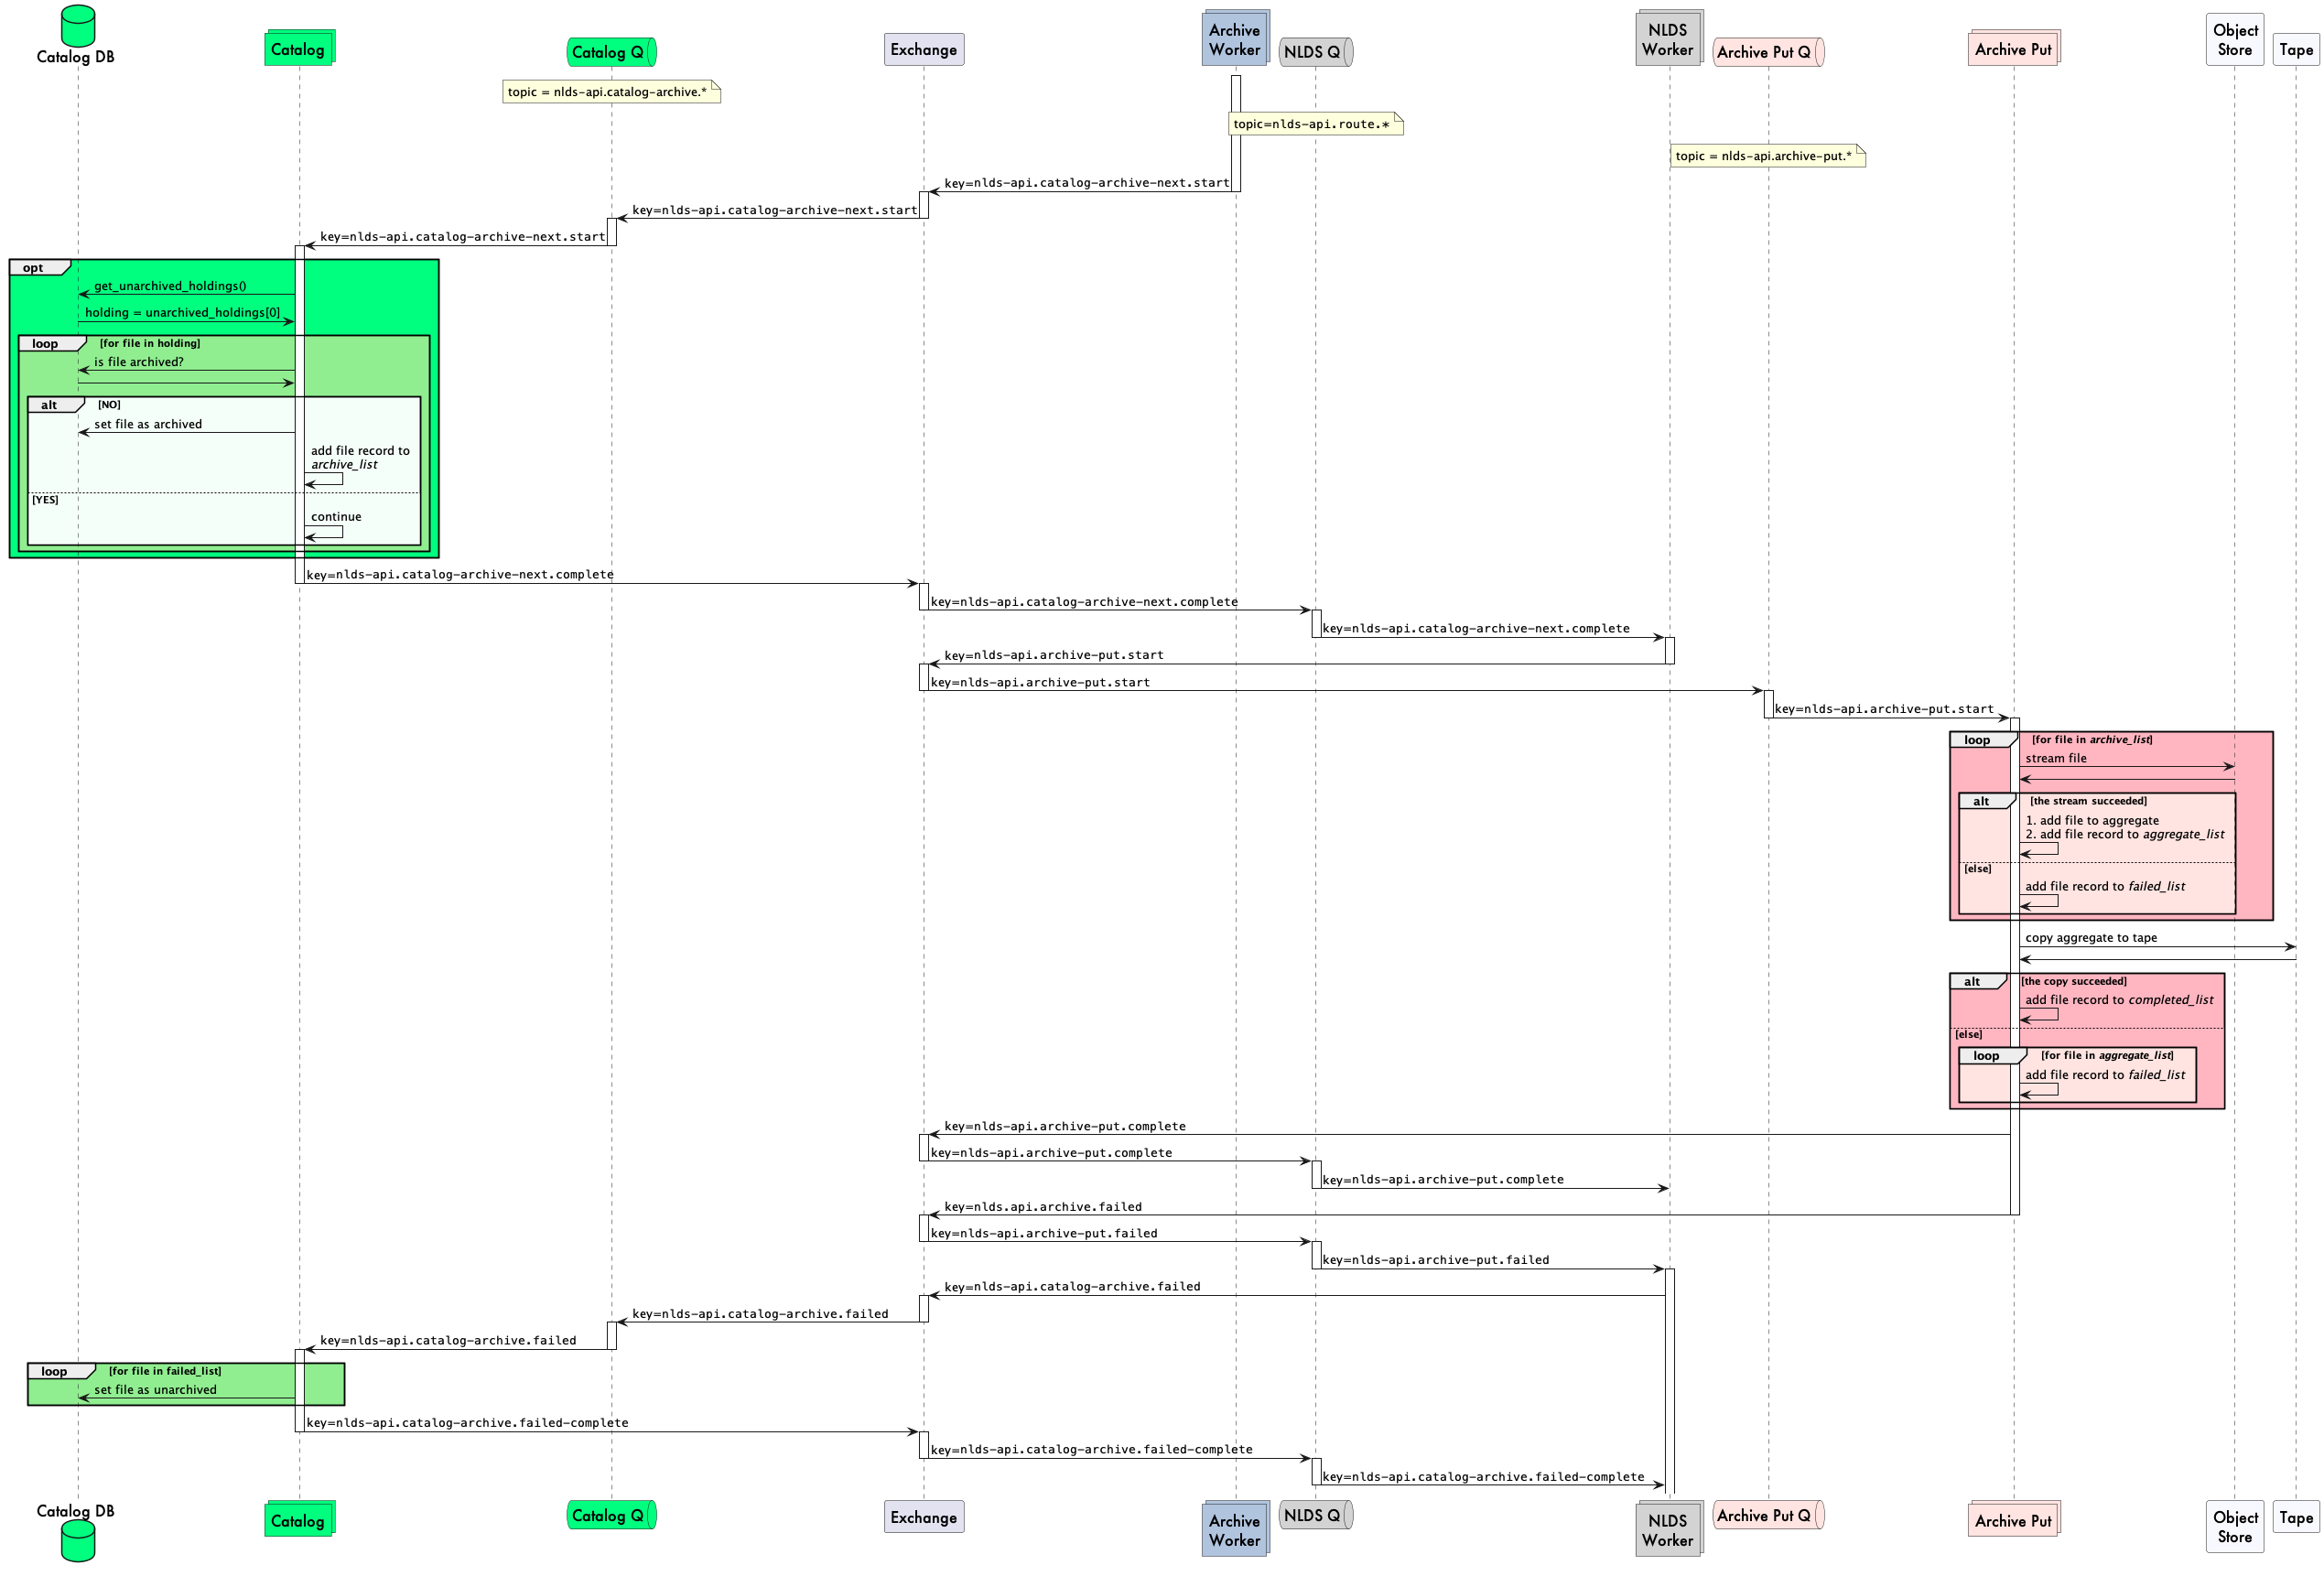 Catalog DB
Catalog
Catalog Q
Exchange
Archive
Worker
NLDS Q
NLDS
Worker
Archive Put Q
Archive Put
Object
Store
Tape
topic = nlds-api.catalog-archive.*
topic=nlds-api.route.*
topic = nlds-api.archive-put.*
key=nlds-api.catalog-archive-next.start
key=nlds-api.catalog-archive-next.start
key=nlds-api.catalog-archive-next.start
opt
get_unarchived_holdings()
holding = unarchived_holdings[0]
loop [for file in holding]
is file archived?
alt [NO]
set file as archived
add file record to
archive_list
[YES]
continue
key=nlds-api.catalog-archive-next.complete
key=nlds-api.catalog-archive-next.complete
key=nlds-api.catalog-archive-next.complete
key=nlds-api.archive-put.start
key=nlds-api.archive-put.start
key=nlds-api.archive-put.start
loop [for file in archive_list]
stream file
alt [the stream succeeded]
1. add file to aggregate
2. add file record to aggregate_list
[else]
add file record to failed_list
copy aggregate to tape
alt [the copy succeeded]
add file record to completed_list
[else]
loop [for file in aggregate_list]
add file record to failed_list
key=nlds-api.archive-put.complete
key=nlds-api.archive-put.complete
key=nlds-api.archive-put.complete
key=nlds.api.archive.failed
key=nlds-api.archive-put.failed
key=nlds-api.archive-put.failed
key=nlds-api.catalog-archive.failed
key=nlds-api.catalog-archive.failed
key=nlds-api.catalog-archive.failed
loop [for file in failed_list]
set file as unarchived
key=nlds-api.catalog-archive.failed-complete
key=nlds-api.catalog-archive.failed-complete
key=nlds-api.catalog-archive.failed-complete
Catalog DB
Catalog
Catalog Q
Exchange
Archive
Worker
NLDS Q
NLDS
Worker
Archive Put Q
Archive Put
Object
Store
Tape